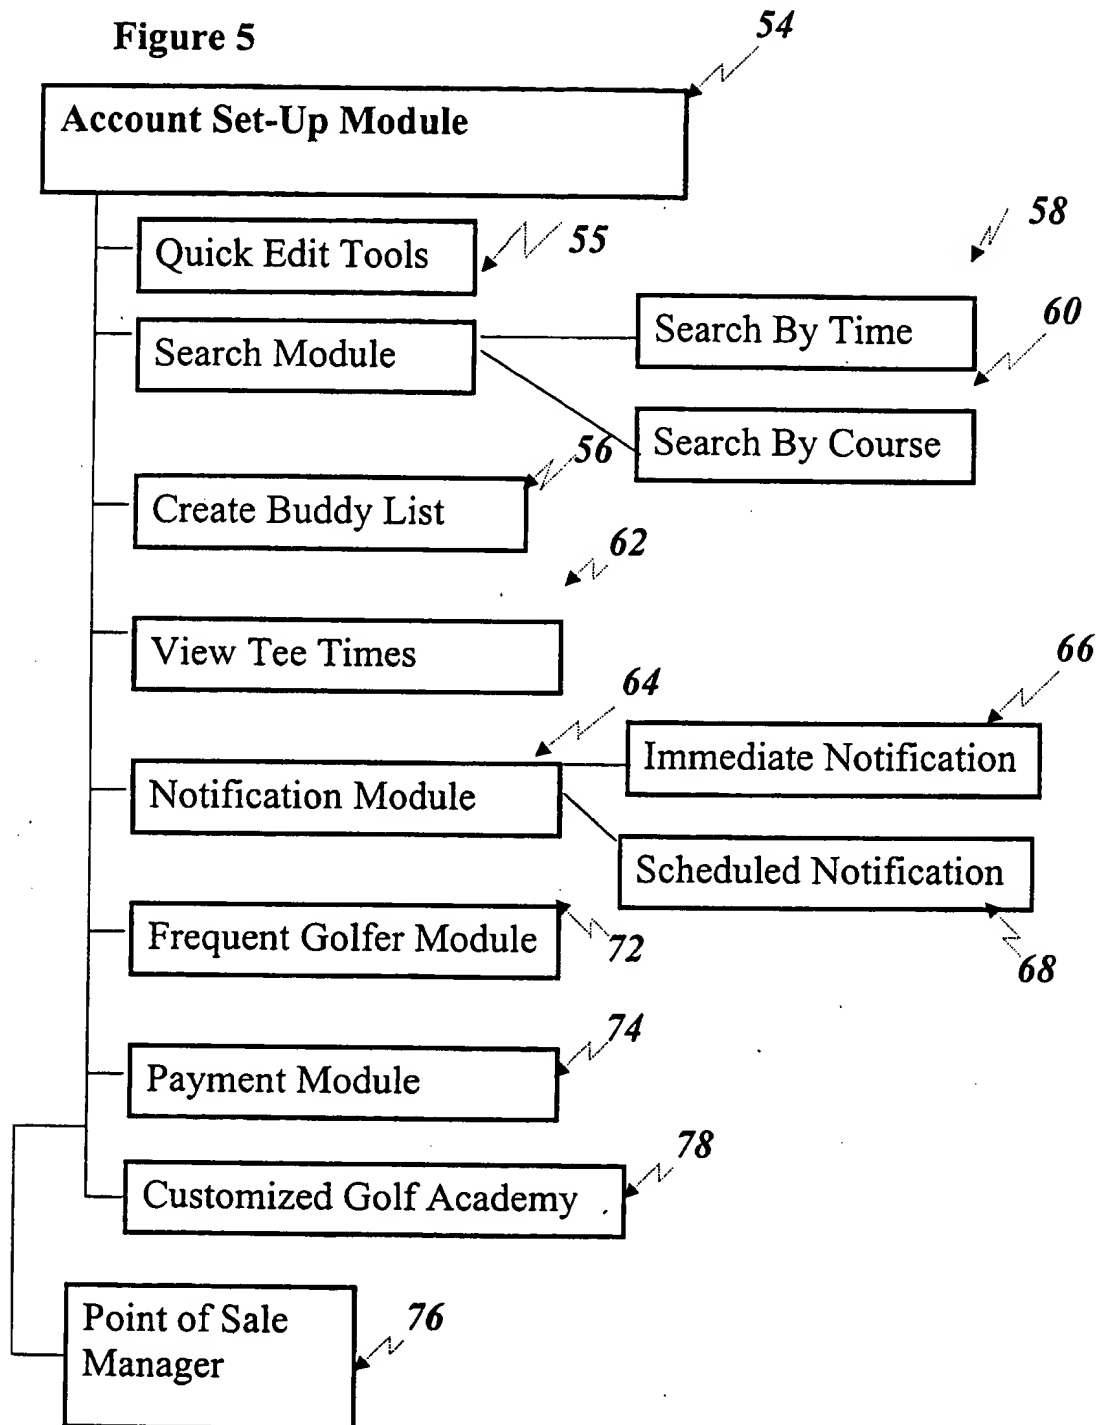 Figure 5
54
Account Set-Up Module
Quick Edit Tools
55
58
Search Module
Search By Time
60
Search By Course
56
Create Buddy List
62
View Tee Times
64
66
Notification Module
Immediate Notification
Scheduled Notification
68
Frequent Golfer Module
72
Payment Module
74
Customized Golf Academy
78
Point of Sale
Manager
76